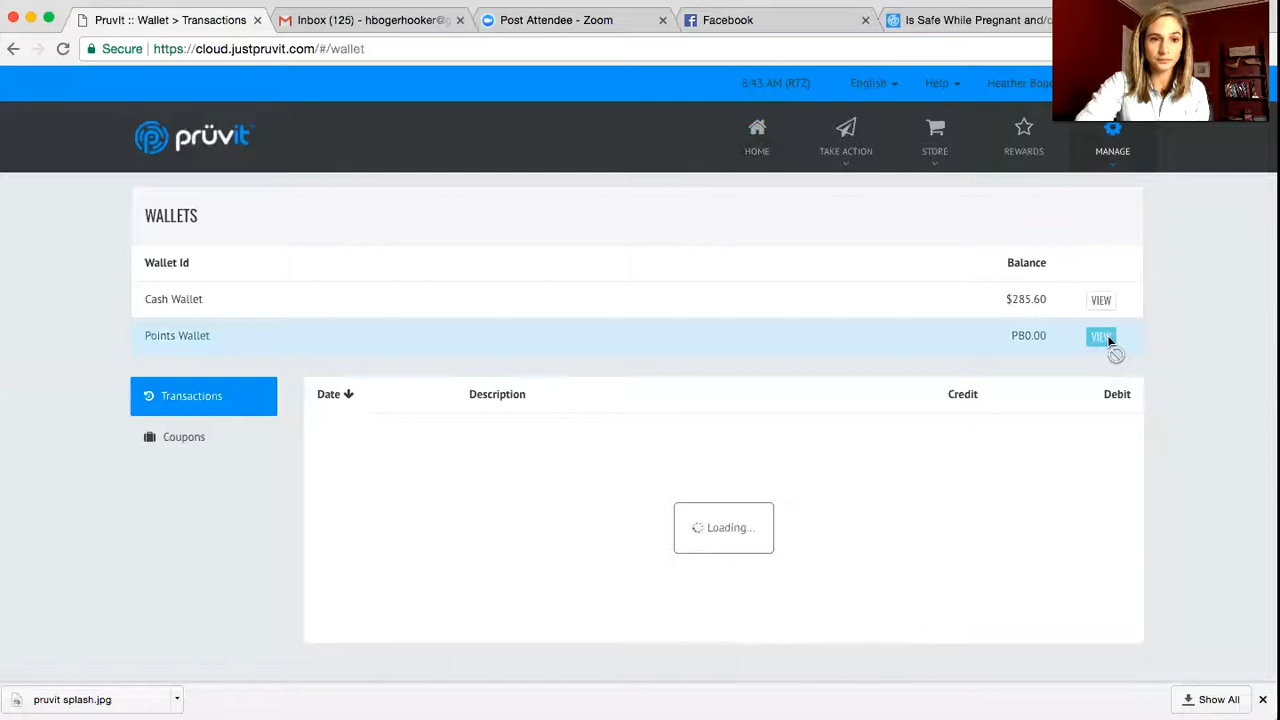 Pruvit :: Wallet > Transactions
Inbox (125) - hbogerhooker@g
Post Attendee - Zoom
Facebook
Is Safe While Pregnant and/
Secure
https://cloud.justpruvit.com/#/wallet
8:43 AM (RTZ)
English
Help
Heather Bog
prüvit
HOME
TAKE ACTION
STORE
REWARDS
MANAGE
WALLETS
Wallet Id
Balance
Cash Wallet
$285.60
VIEW
Points Wallet
PB0.00
VIEW
Transactions
Coupons
Date
Description
Credit
Debit
Loading...
pruvit splash.jpg
Show All